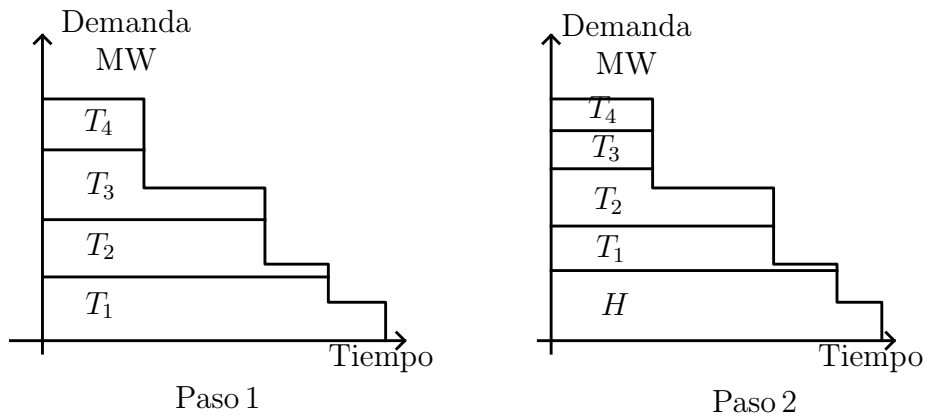 Demanda
MW
T₄
T₃
T₂
T₁
Tiempo
Paso 1
Demanda
MW
T₄
T₃
T₂
T₁
H
Tiempo
Paso 2